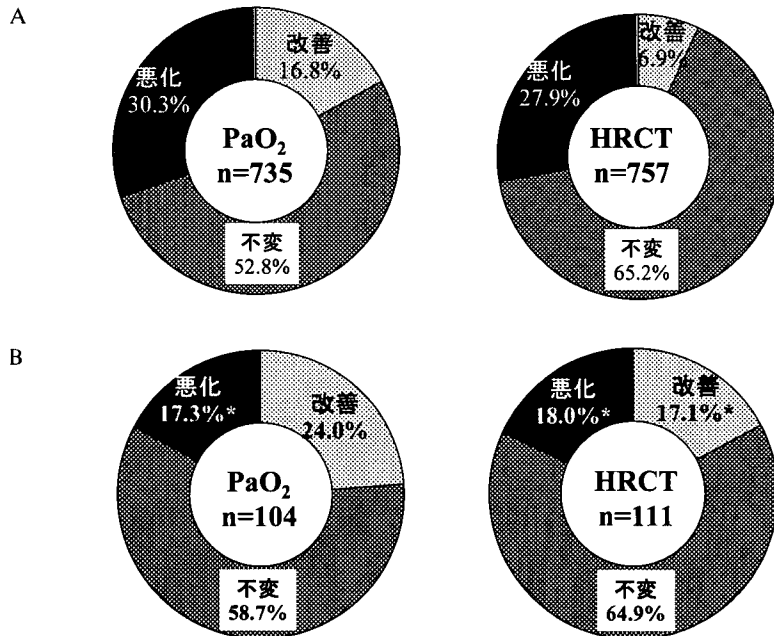 A
改善
16.8%
悪化
30.3%
PaO₂
n=735
不変
52.8%
改善
6.9%
悪化
27.9%
HRCT
n=757
不変
65.2%
B
悪化
17.3%*
改善
24.0%
PaO₂
n=104
不変
58.7%
悪化
18.0%*
改善
17.1%*
HRCT
n=111
不変
64.9%